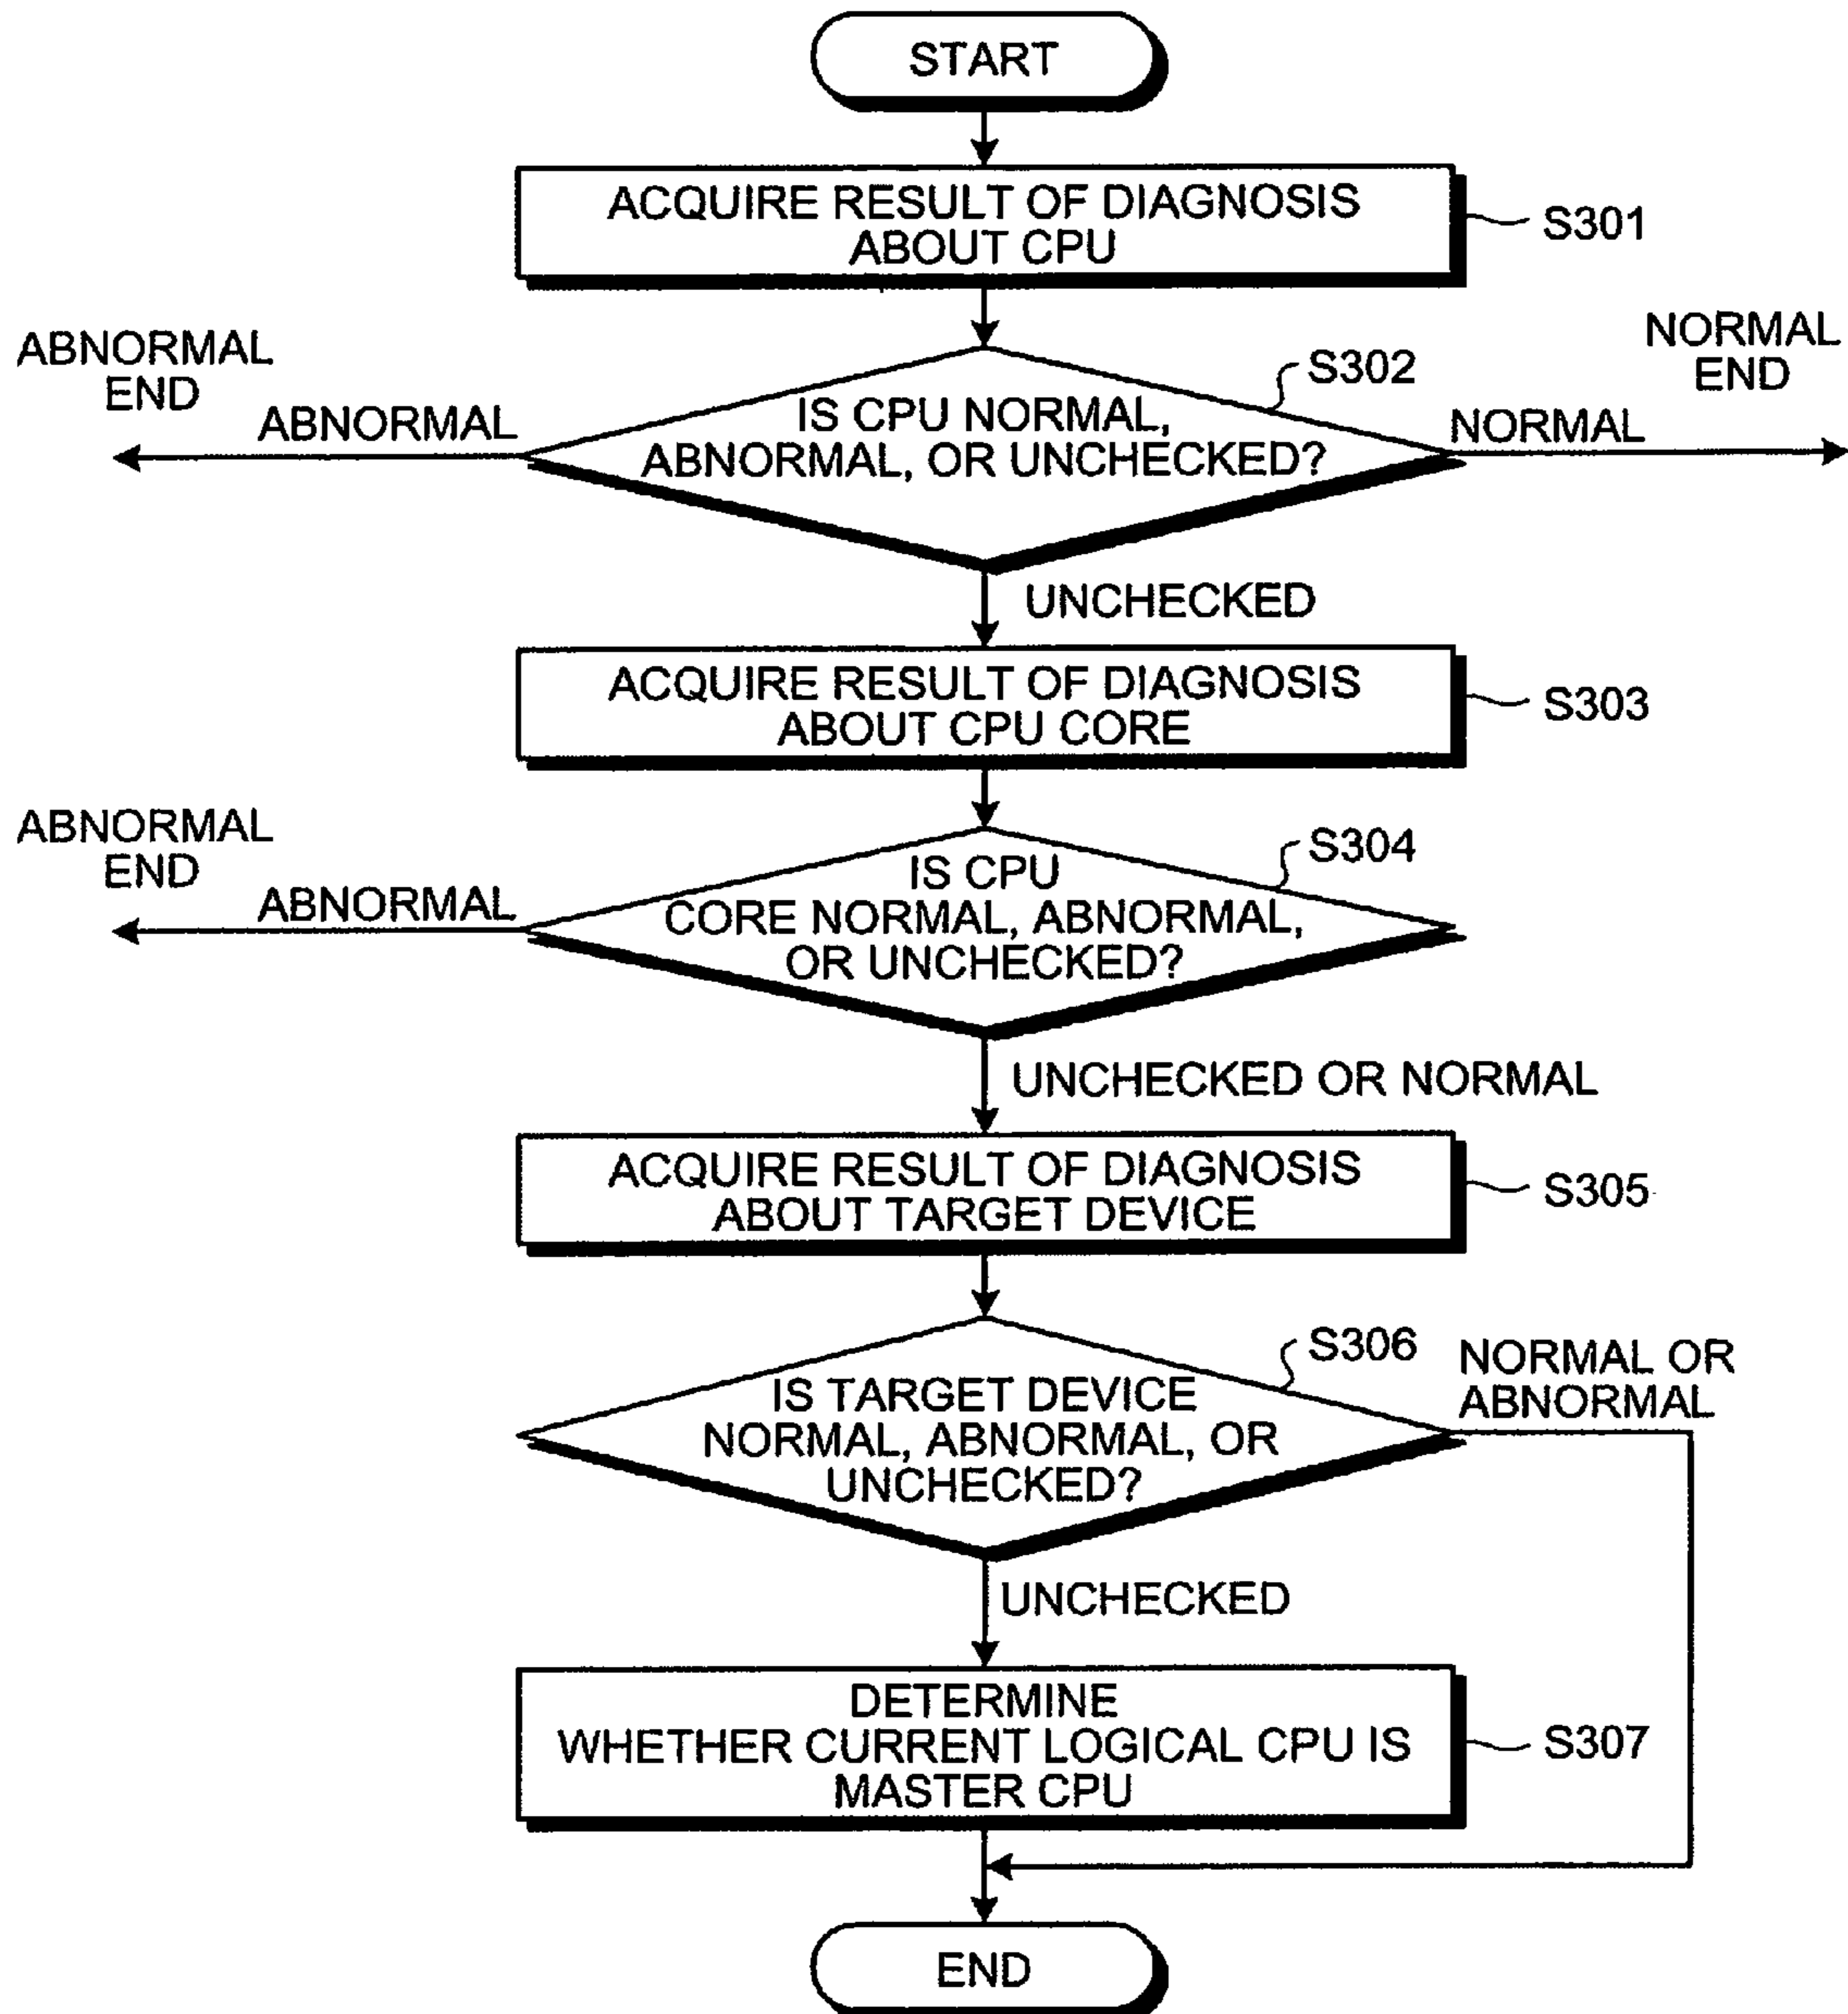 START
ACQUIRE RESULT OF DIAGNOSIS
ABOUT CPU
S301
ABNORMAL
END
NORMAL
END
S302
ABNORMAL
IS CPU NORMAL,
ABNORMAL, OR UNCHECKED?
NORMAL
UNCHECKED
ACQUIRE RESULT OF DIAGNOSIS
ABOUT CPU CORE
S303
ABNORMAL
END
S304
ABNORMAL
IS CPU
CORE NORMAL, ABNORMAL,
OR UNCHECKED?
UNCHECKED OR NORMAL
ACQUIRE RESULT OF DIAGNOSIS
ABOUT TARGET DEVICE
S305
S306
NORMAL OR
ABNORMAL
IS TARGET DEVICE
NORMAL, ABNORMAL, OR
UNCHECKED?
UNCHECKED
DETERMINE
WHETHER CURRENT LOGICAL CPU IS
MASTER CPU
S307
END